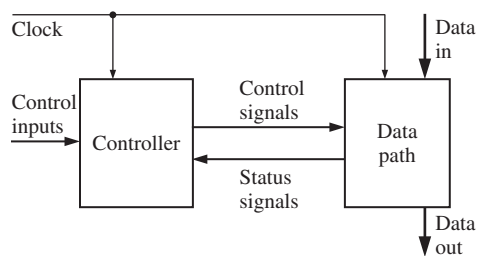 Clock
Data
in
Control
inputs
Controller
Control
signals
Data
path
Status
signals
Data
out